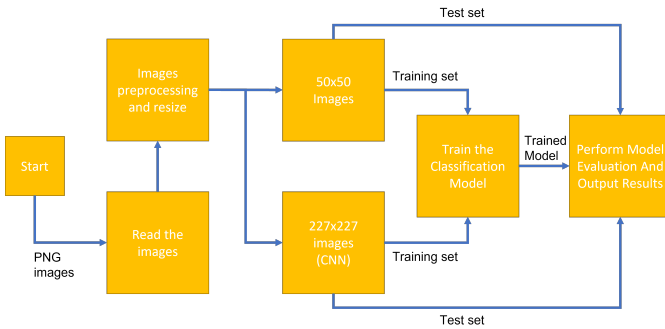 Start
PNG
images
Read the
images
Images
preprocessing
and resize
50x50
Images
227x227
images
(CNN)
Test set
Training set
Training set
Test set
Train the
Classification
Model
Trained
Model
Perform Model
Evaluation And
Output Results